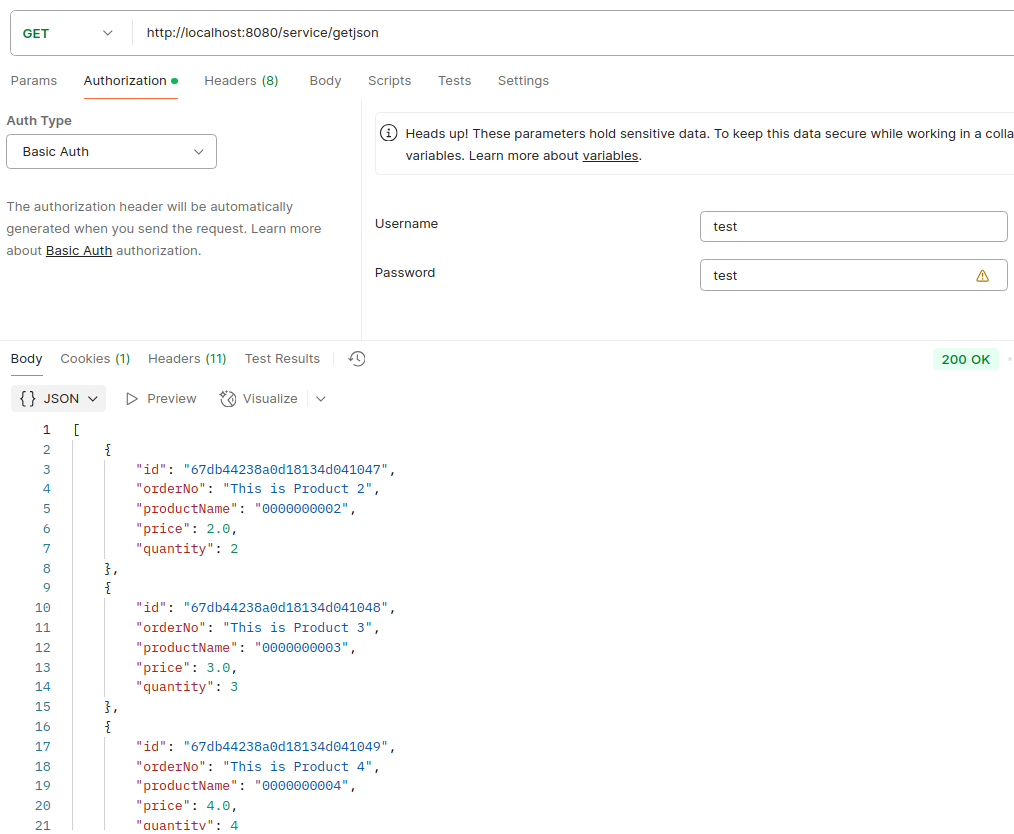 GET http://localhost:8080/service/getjson
Params Authorization Headers (8) Body Scripts Tests Settings
Auth Type
Basic Auth
The authorization header will be automatically
generated when you send the request. Learn more
about Basic Auth authorization.
Heads up! These parameters hold sensitive data. To keep this data secure while working in a colla
variables. Learn more about variables.
Username test
Password test
Body Cookies (1) Headers (11) Test Results 200 OK
{} JSON Preview Visualize
1 [
2 {
3 "id": "67db44238a0d18134d041047",
4 "orderNo": "This is Product 2",
5 "productName": "0000000002",
6 "price": 2.0,
7 "quantity": 2
8 },
9 {
10 "id": "67db44238a0d18134d041048",
11 "orderNo": "This is Product 3",
12 "productName": "0000000003",
13 "price": 3.0,
14 "quantity": 3
15 },
16 {
17 "id": "67db44238a0d18134d041049",
18 "orderNo": "This is Product 4",
19 "productName": "0000000004",
20 "price": 4.0,
21 "quantity": 4